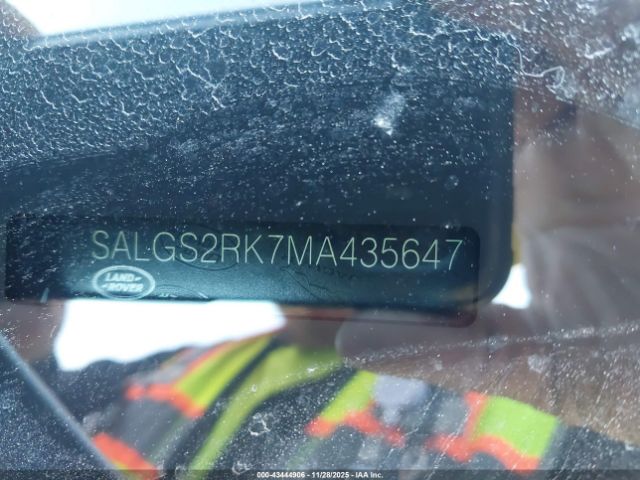 SALGS2RK7MA435647
LAND
ROVER
000-43444906 • 11/28/2025 • IAA Inc.